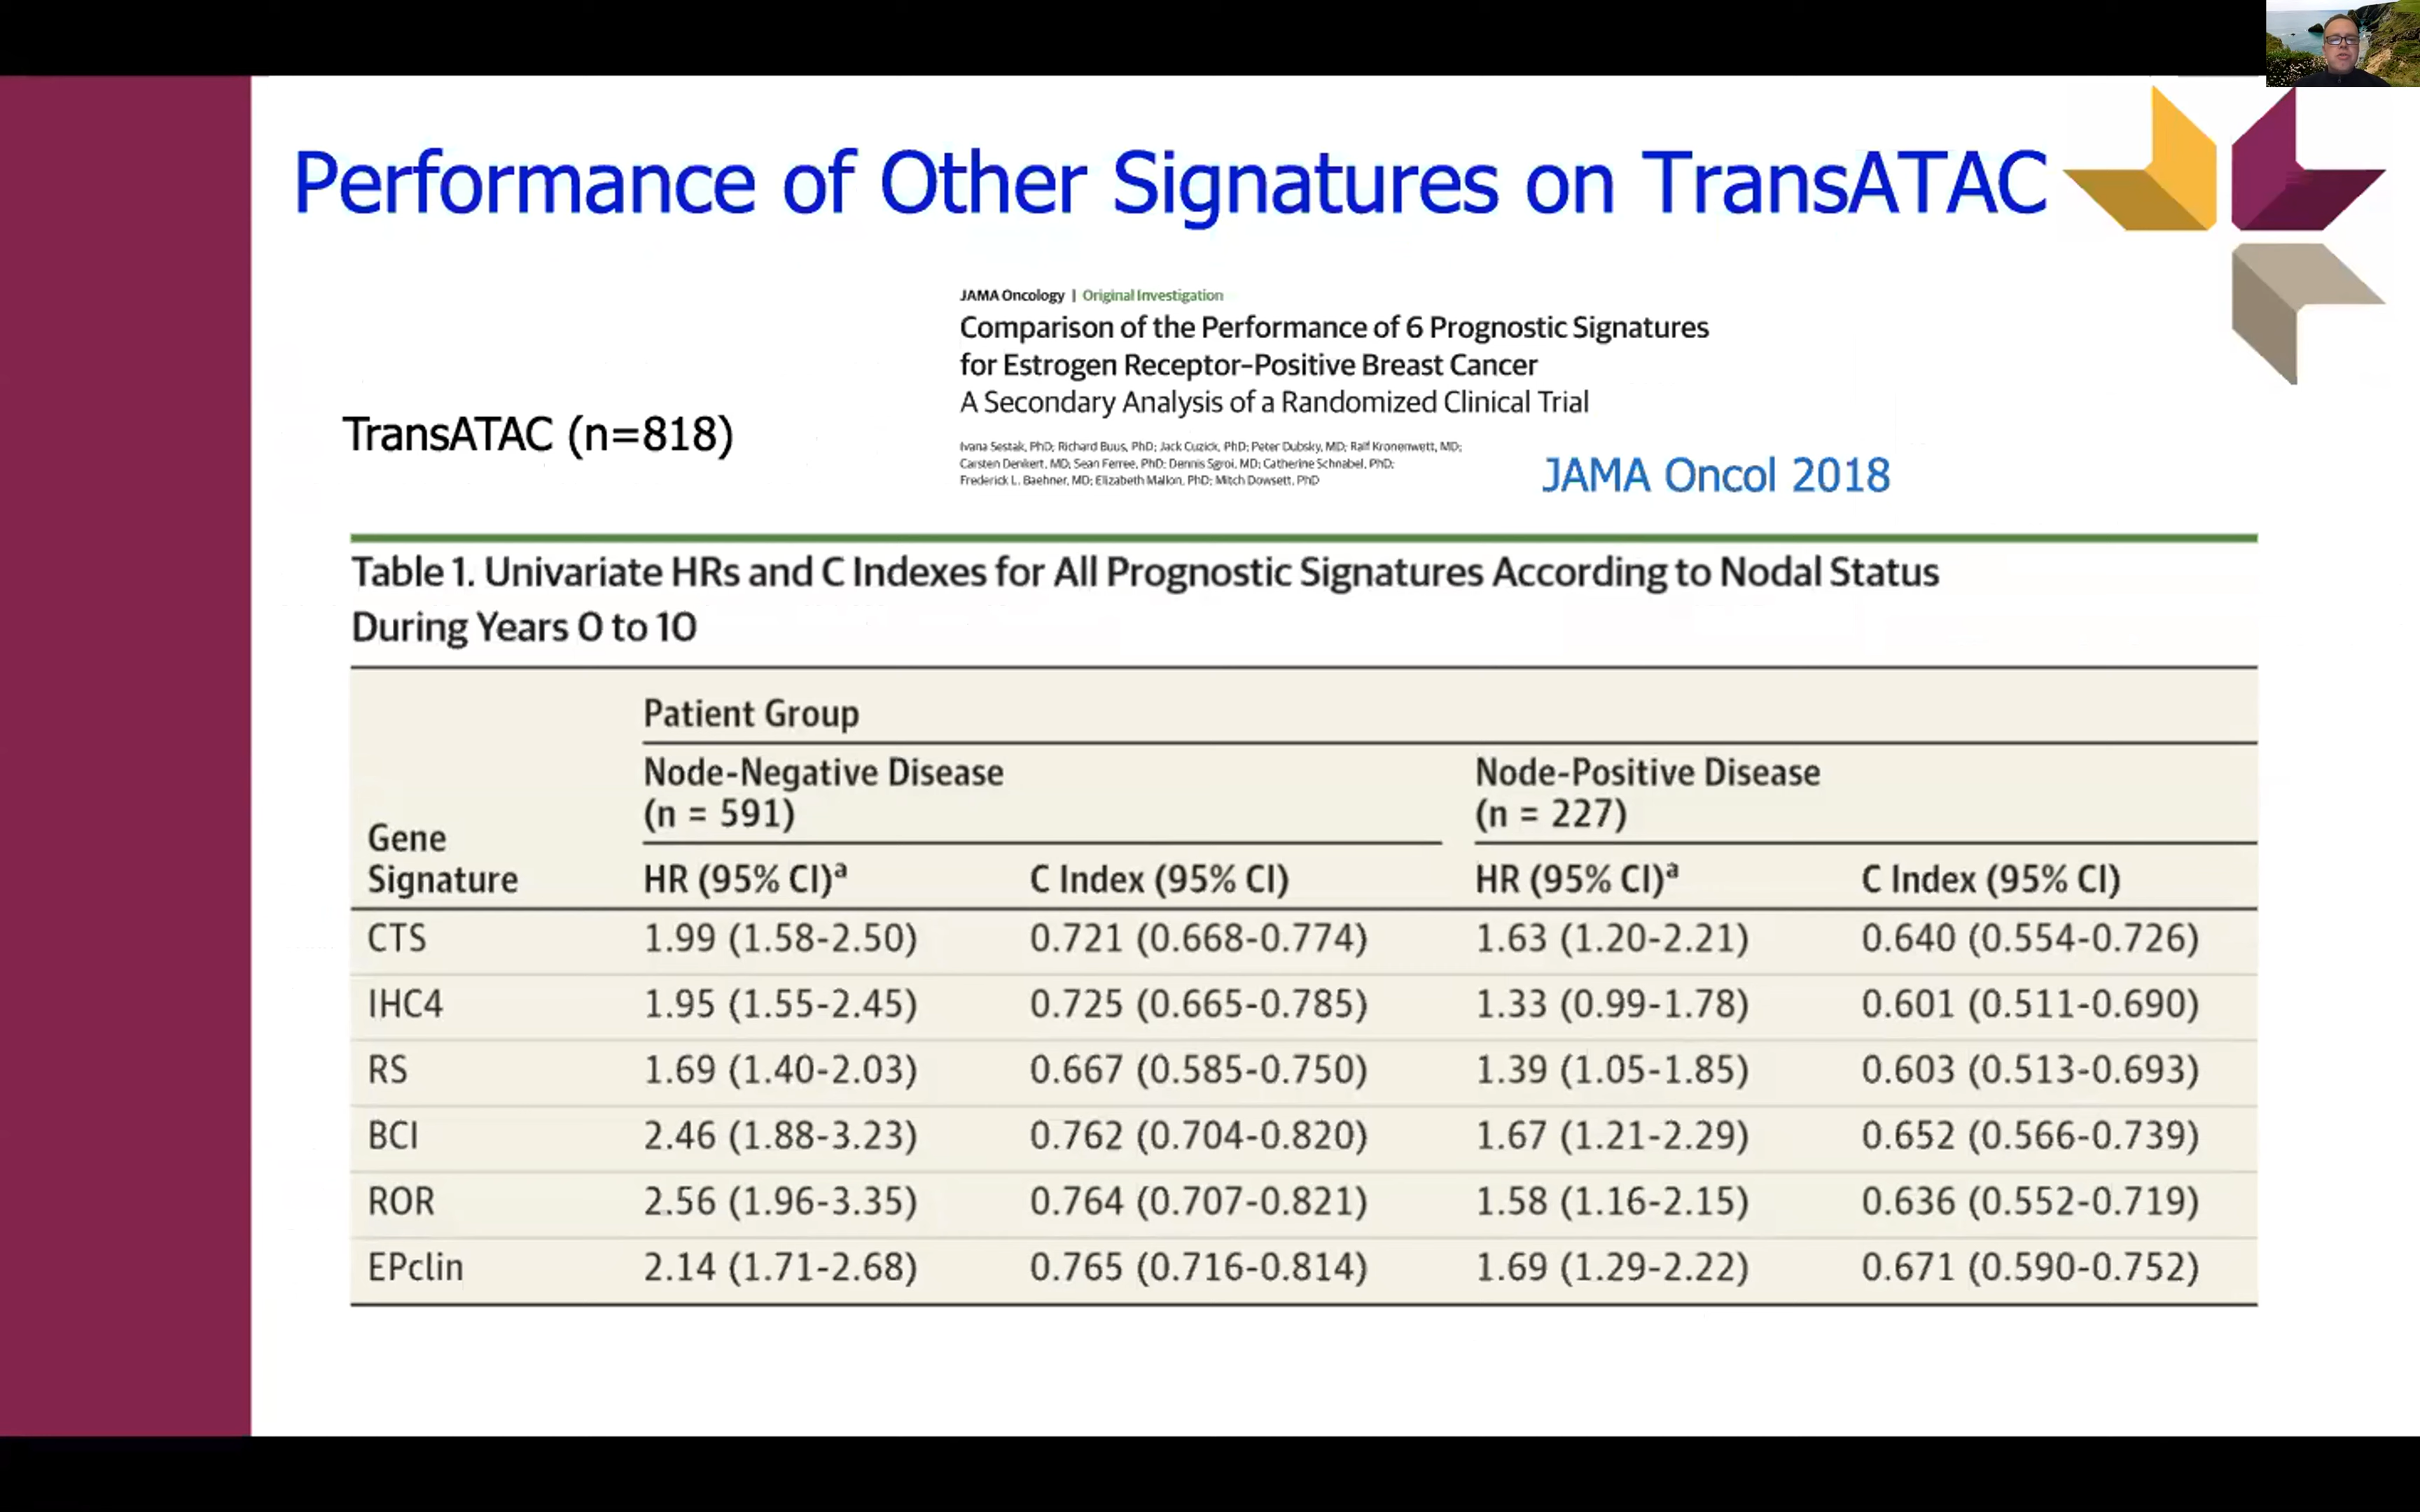 Performance of Other Signatures on TransATAC
JAMA Oncology | Original Investigation
Comparison of the Performance of 6 Prognostic Signatures
for Estrogen Receptor–Positive Breast Cancer
A Secondary Analysis of a Randomized Clinical Trial
TransATAC (n=818)
Ivana Sestak, PhD; Richard Buus, PhD; Jack Cuzick, PhD; Peter Dubsky, MD; Ralf Kronenwett, MD;
Carsten Denkert, MD; Sean Ferree, PhD; Dennis Sgroi, MD; Catherine Schnabel, PhD;
Frederick L. Baehner, MD; Elizabeth Mallon, PhD; Mitch Dowsett, PhD
JAMA Oncol 2018
Table 1. Univariate HRs and C Indexes for All Prognostic Signatures According to Nodal Status
During Years 0 to 10
Patient Group
Node-Negative Disease Node-Positive Disease
(n = 591) (n = 227)
Gene
Signature HR (95% CI)a C Index (95% CI) HR (95% CI)a C Index (95% CI)
CTS 1.99 (1.58-2.50) 0.721 (0.668-0.774) 1.63 (1.20-2.21) 0.640 (0.554-0.726)
IHC4 1.95 (1.55-2.45) 0.725 (0.665-0.785) 1.33 (0.99-1.78) 0.601 (0.511-0.690)
RS 1.69 (1.40-2.03) 0.667 (0.585-0.750) 1.39 (1.05-1.85) 0.603 (0.513-0.693)
BCI 2.46 (1.88-3.23) 0.762 (0.704-0.820) 1.67 (1.21-2.29) 0.652 (0.566-0.739)
ROR 2.56 (1.96-3.35) 0.764 (0.707-0.821) 1.58 (1.16-2.15) 0.636 (0.552-0.719)
EPclin 2.14 (1.71-2.68) 0.765 (0.716-0.814) 1.69 (1.29-2.22) 0.671 (0.590-0.752)